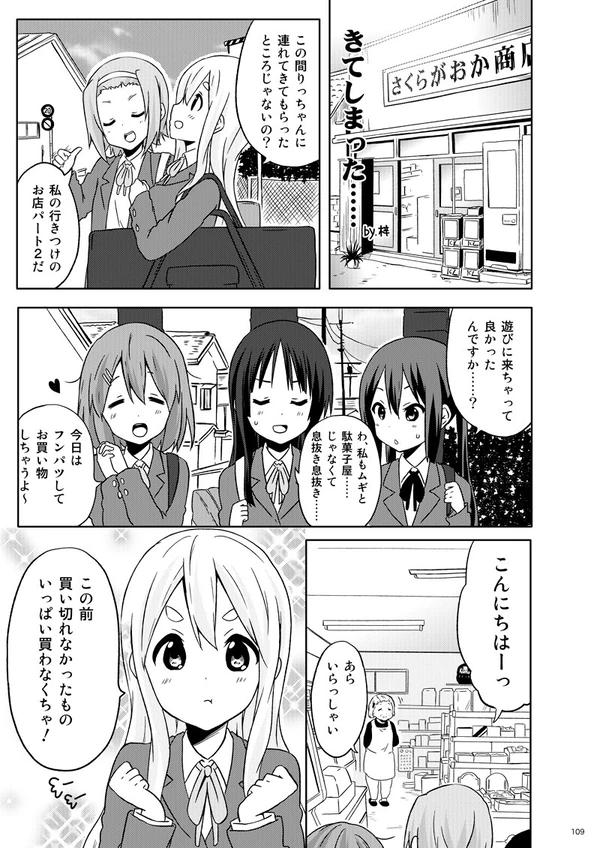 さくらがおか商店
きてしまった……
by.梓
この間りっちゃんに
連れてきてもらった
ところじゃないの？
私の行きつけの
お店パート２だ
遊びに来ちゃって
良かった
んですか……？
わ、私もムギと
駄菓子屋……
じゃなくて
息抜き息抜き……
今日は
フンパツして
お買い物
しちゃうよ～
こんにちはーっ
あら
いらっしゃい
この前
買い切れなかったもの
いっぱい買わなくちゃ！
109